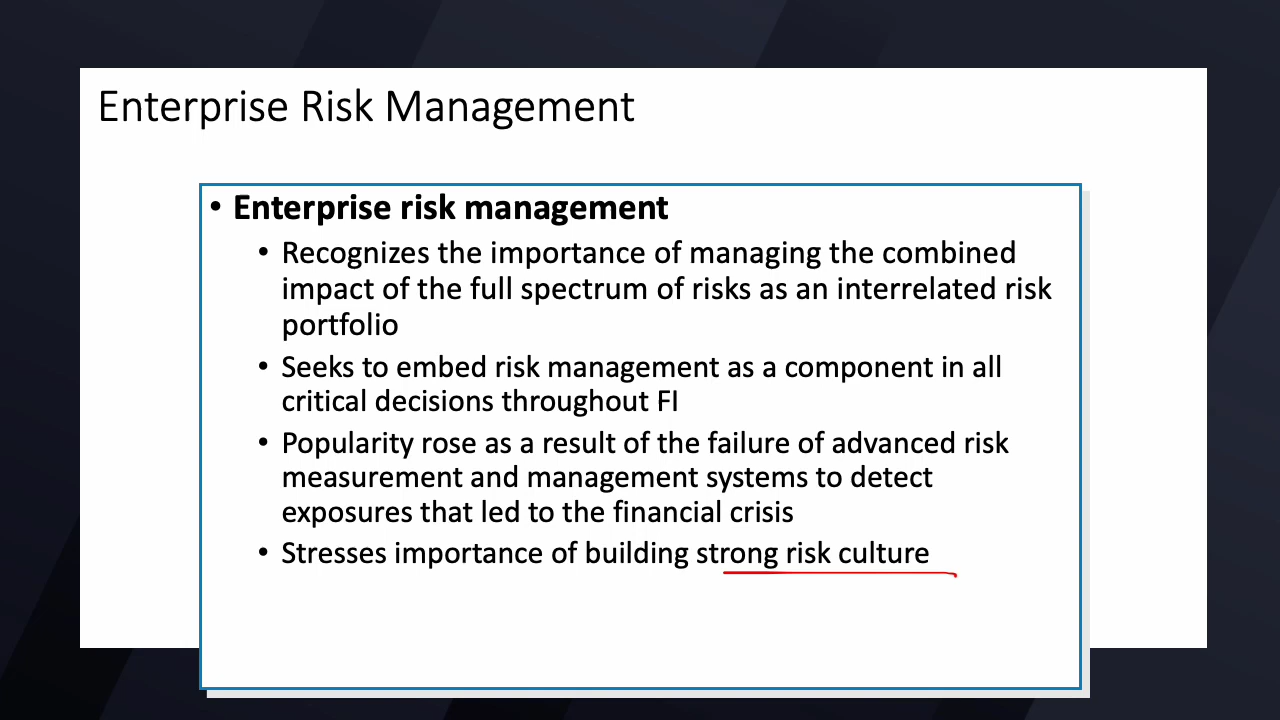 Enterprise Risk Management
• Enterprise risk management
• Recognizes the importance of managing the combined
impact of the full spectrum of risks as an interrelated risk
portfolio
• Seeks to embed risk management as a component in all
critical decisions throughout FI
• Popularity rose as a result of the failure of advanced risk
measurement and management systems to detect
exposures that led to the financial crisis
• Stresses importance of building strong risk culture